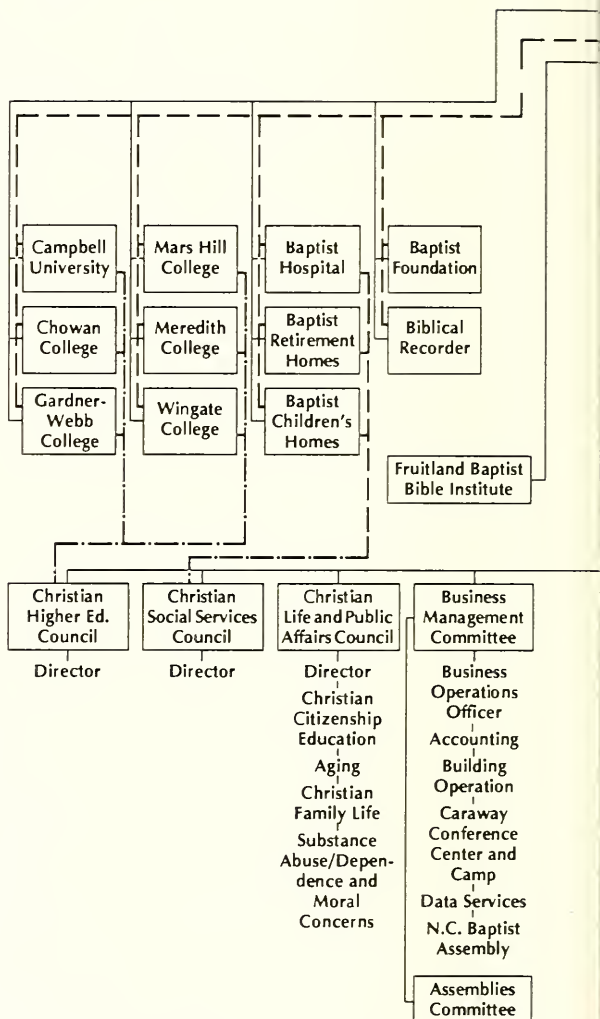 Campbell
University
Mars Hill
College
Baptist
Hospital
Baptist
Foundation
Chowan
College
Meredith
College
Baptist
Retirement
Homes
Biblical
Recorder
Gardner-
Webb
College
Wingate
College
Baptist
Children's
Homes
Fruitland Baptist
Bible Institute
Christian
Higher Ed.
Council
Director
Christian
Social Services
Council
Director
Christian
Life and Public
Affairs Council
Director
Christian
Citizenship
Education
Aging
Christian
Family Life
Substance
Abuse/Depen-
dence and
Moral
Concerns
Business
Management
Committee
Business
Operations
Officer
Accounting
Building
Operation
Caraway
Conference
Center and
Camp
Data Services
N.C. Baptist
Assembly
Assemblies
Committee